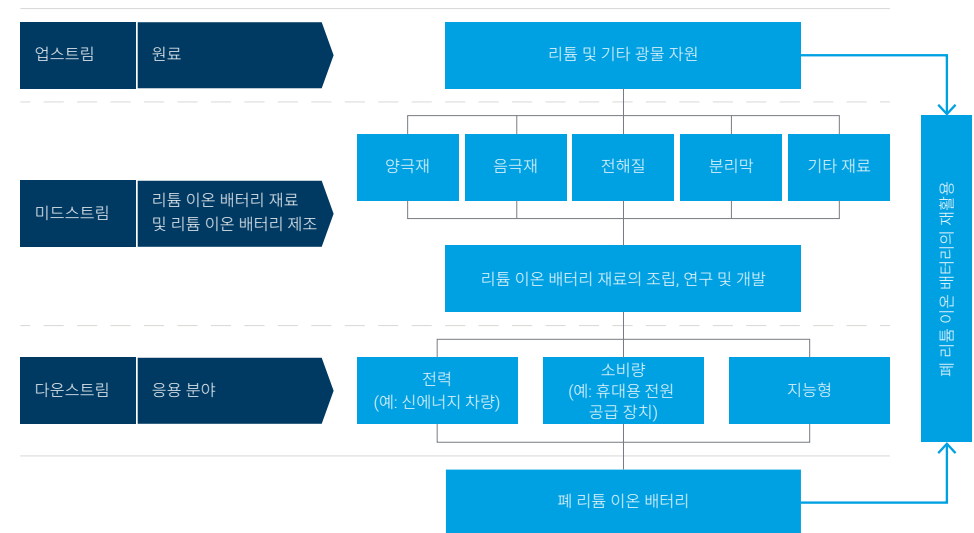 업스트림
원료
리튬 및 기타 광물 자원
양극재
음극재
전해질
분리막
기타 재료
미드스트림
리튬 이온 배터리 재료
및 리튬 이온 배터리 제조
리튬 이온 배터리 재료의 조립, 연구 및 개발
다운스트림
응용 분야
전력
(예: 신에너지 차량)
소비량
(예: 휴대용 전원
공급 장치)
지능형
폐 리튬 이온 배터리
폐 리튬 이온 배터리의 재활용